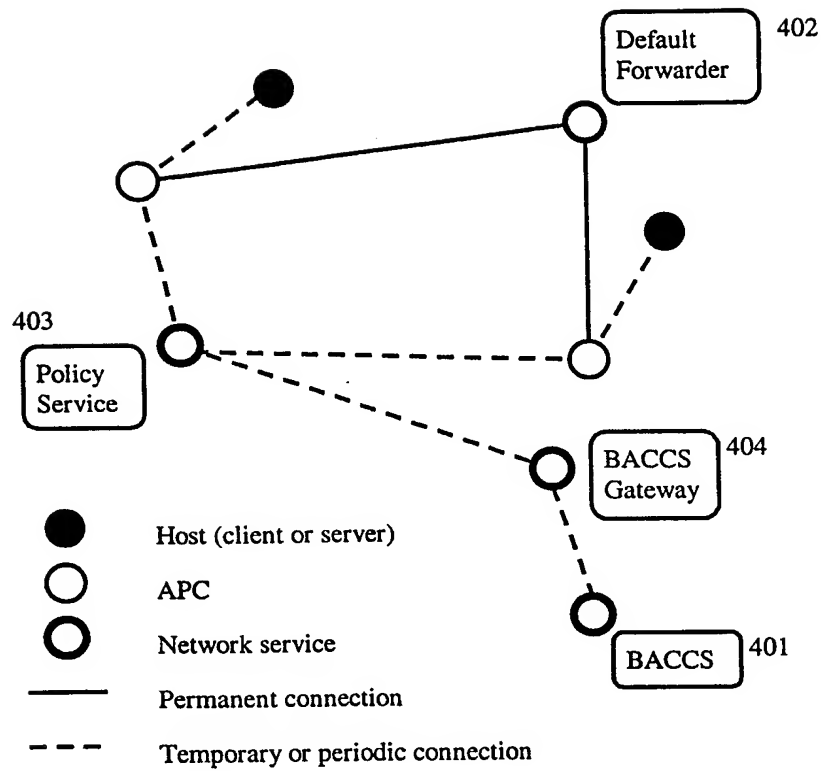 402
Default
Forwarder
403
Policy
Service
BACCS
Gateway
404
Host (client or server)
APC
Network service
BACCS
401
Permanent connection
Temporary or periodic connection